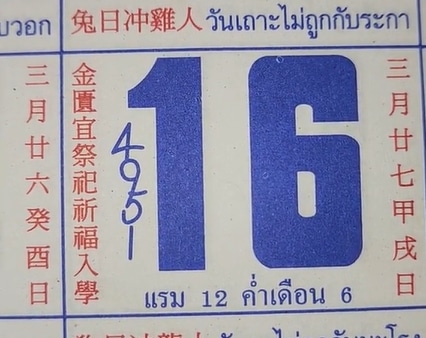 บวอก
兔日冲雞人 วันเถาะไม่ถูกกับระกา
三月廿六癸酉日
金匱宜祭祀祈福入學
4951
16
三月廿七甲戌日
แรม 12 ค่ำเดือน 6